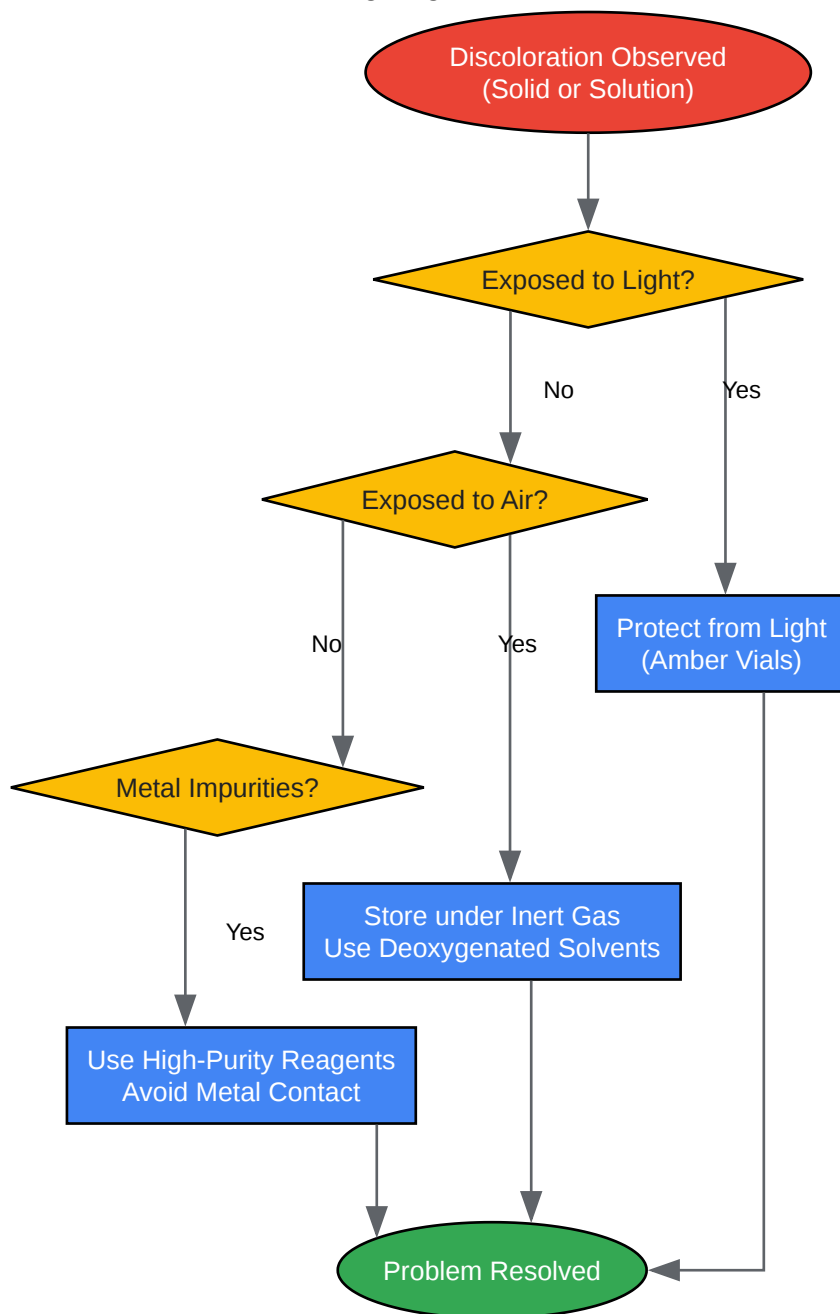 Discoloration Observed
(Solid or Solution)
Exposed to Light?
No
Yes
Exposed to Air?
Protect from Light
(Amber Vials)
No
Yes
Metal Impurities?
Store under Inert Gas
Use Deoxygenated Solvents
Yes
Use High-Purity Reagents
Avoid Metal Contact
Problem Resolved